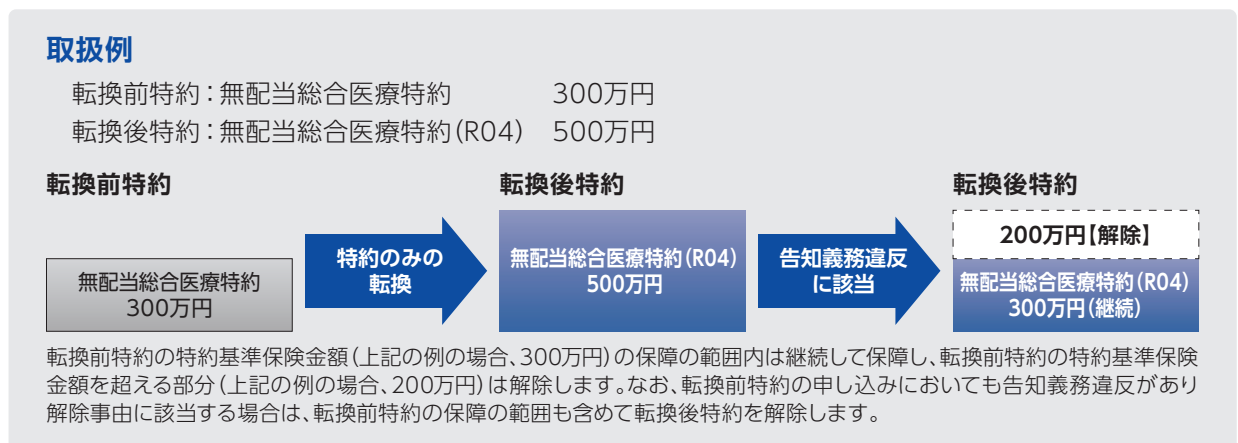 取扱例
転換前特約：無配当総合医療特約 300万円
転換後特約：無配当総合医療特約（R04） 500万円
転換前特約
転換後特約
転換後特約
無配当総合医療特約
300万円
特約のみの
転換
無配当総合医療特約（R04）
500万円
告知義務違反
に該当
200万円【解除】
無配当総合医療特約（R04）
300万円（継続）
転換前特約の特約基準保険金額（上記の例の場合、300万円）の保障の範囲内は継続して保障し、転換前特約の特約基準保険
金額を超える部分（上記の例の場合、200万円）は解除します。なお、転換前特約の申し込みにおいても告知義務違反があり
解除事由に該当する場合は、転換前特約の保障の範囲も含めて転換後特約を解除します。